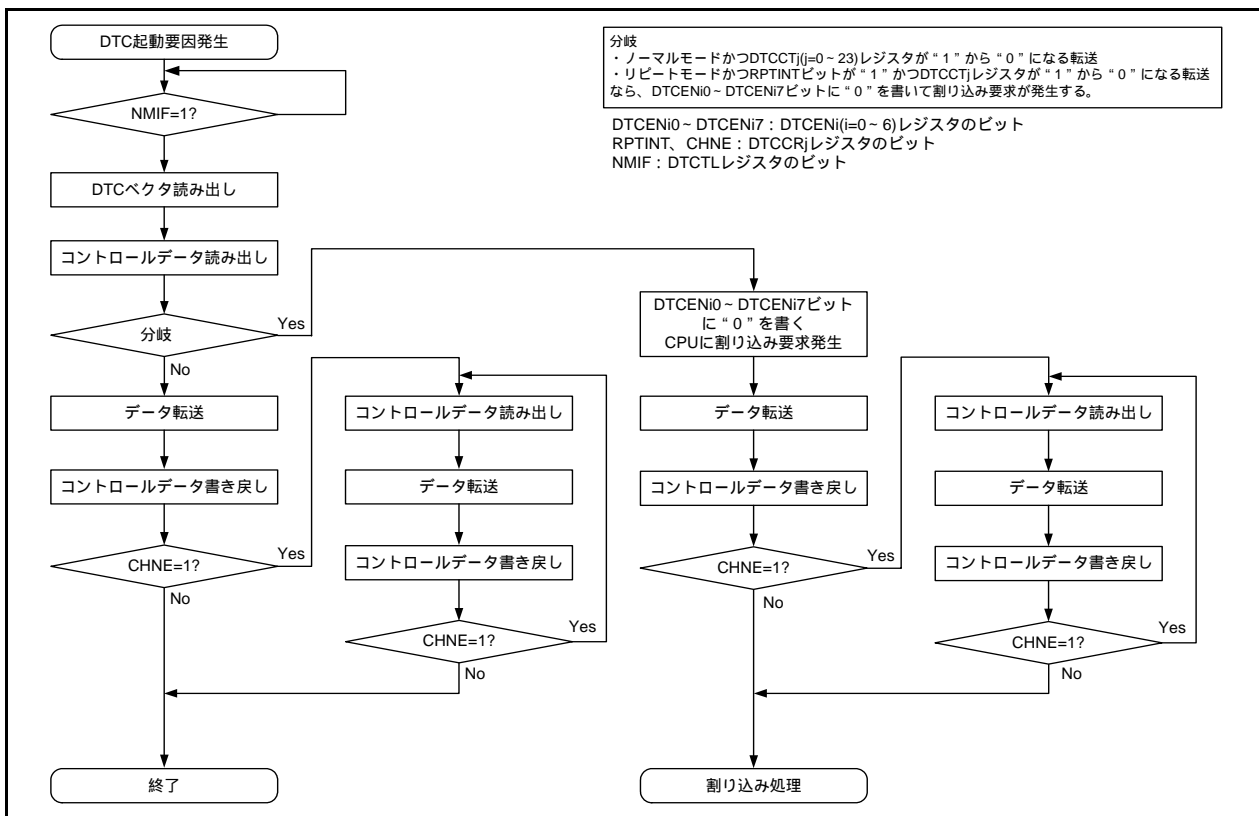 DTC起動要因発生
NMIF=1?
DTCベクタ読み出し
コントロールデータ読み出し
分岐
Yes
No
データ転送
コントロールデータ書き戻し
CHNE=1?
Yes
No
終了
コントロールデータ読み出し
データ転送
コントロールデータ書き戻し
CHNE=1?
Yes
No
分岐
・ノーマルモードかつDTCCTj(j=0~23)レジスタが“1”から“0”になる転送
・リピートモードかつRPTINTビットが“1”かつDTCCTjレジスタが“1”から“0”になる転送
なら、DTCENi0~DTCENi7ビットに“0”を書いて割り込み要求が発生する。
DTCENi0~DTCENi7:DTCENi(i=0~6)レジスタのビット
RPTINT、CHNE:DTCCRjレジスタのビット
NMIF:DTCTLレジスタのビット
DTCENi0~DTCENi7ビット
に“0”を書く
CPUに割り込み要求発生
データ転送
コントロールデータ書き戻し
CHNE=1?
Yes
No
割り込み処理
コントロールデータ読み出し
データ転送
コントロールデータ書き戻し
CHNE=1?
Yes
No